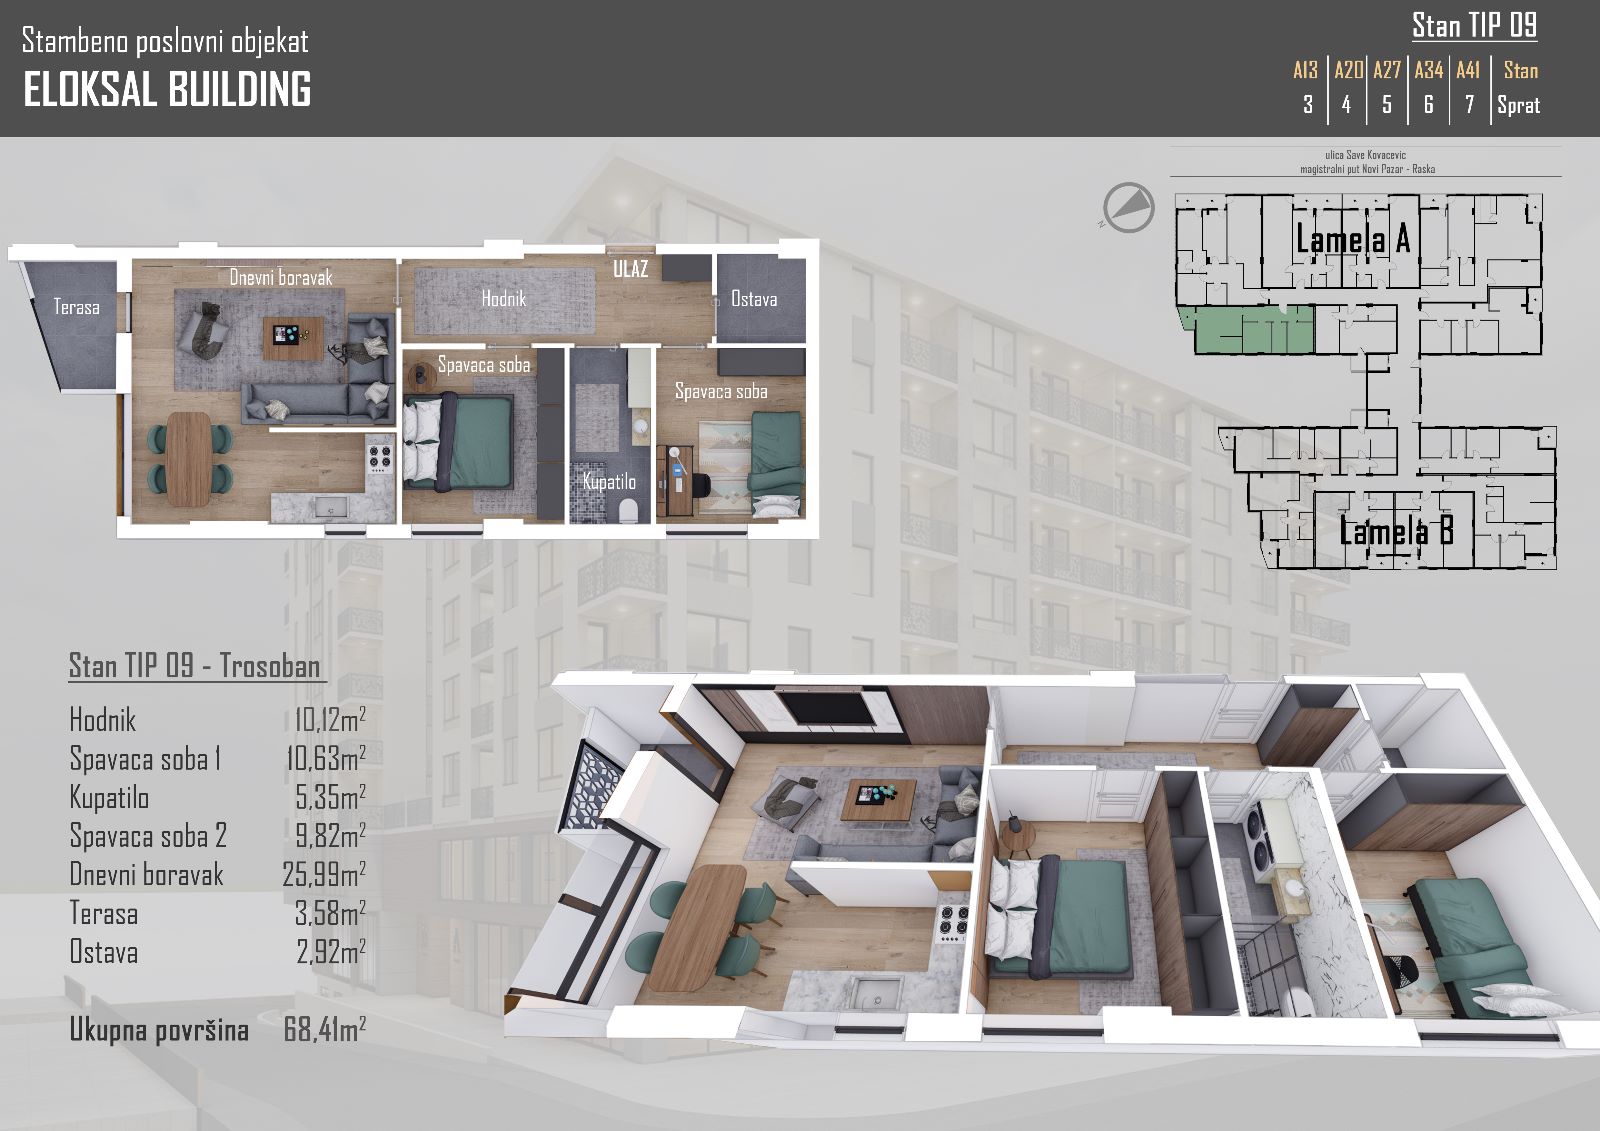 Stambeno poslovni objekat
ELOKSAL BUILDING
Stan TIP 09
A13 A20 A27 A34 A41 Stan
3 4 5 6 7 Sprat
ulica Save Kovacevic
magistralni put Novi Pazar - Raska
N
Lamela A
Lamela B
Terasa
Dnevni boravak
Hodnik
ULAZ
Ostava
Spavaca soba
Spavaca soba
Kupatilo
Stan TIP 09 - Trosoban
Hodnik 10,12m²
Spavaca soba 1 10,63m²
Kupatilo 5,35m²
Spavaca soba 2 9,82m²
Dnevni boravak 25,99m²
Terasa 3,58m²
Ostava 2,92m²
Ukupna površina 68,41m²